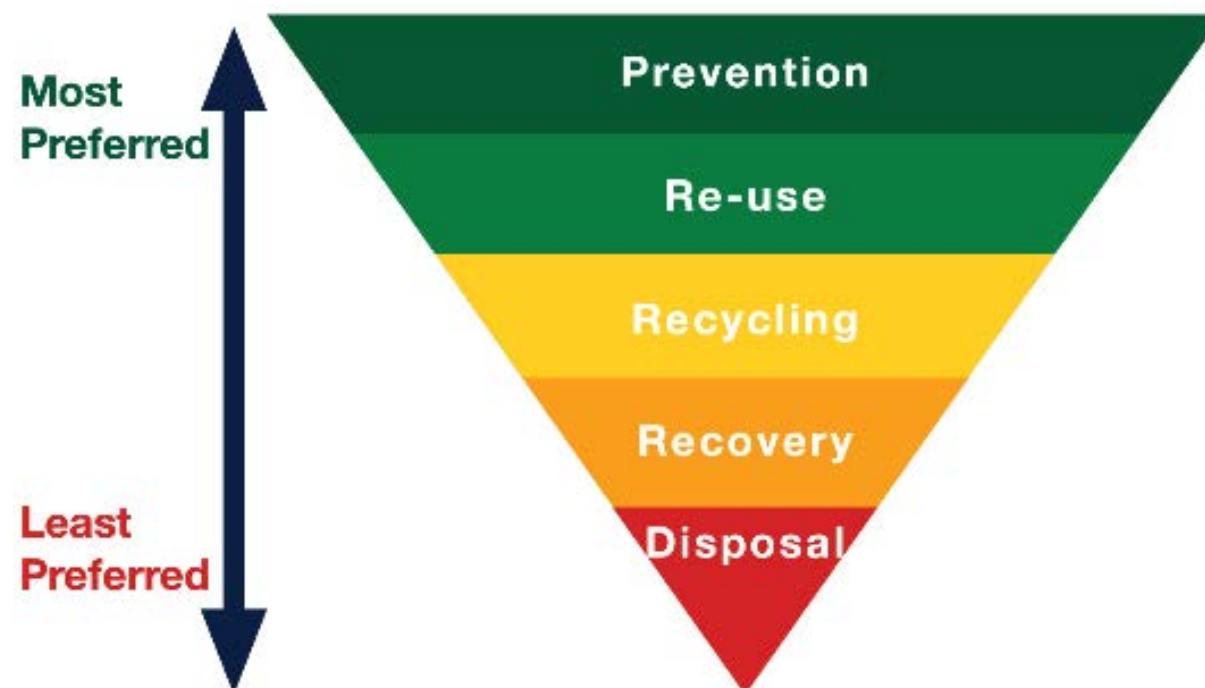 Most
Preferred
Prevention
Re-use
Recycling
Recovery
Least
Preferred
Disposal